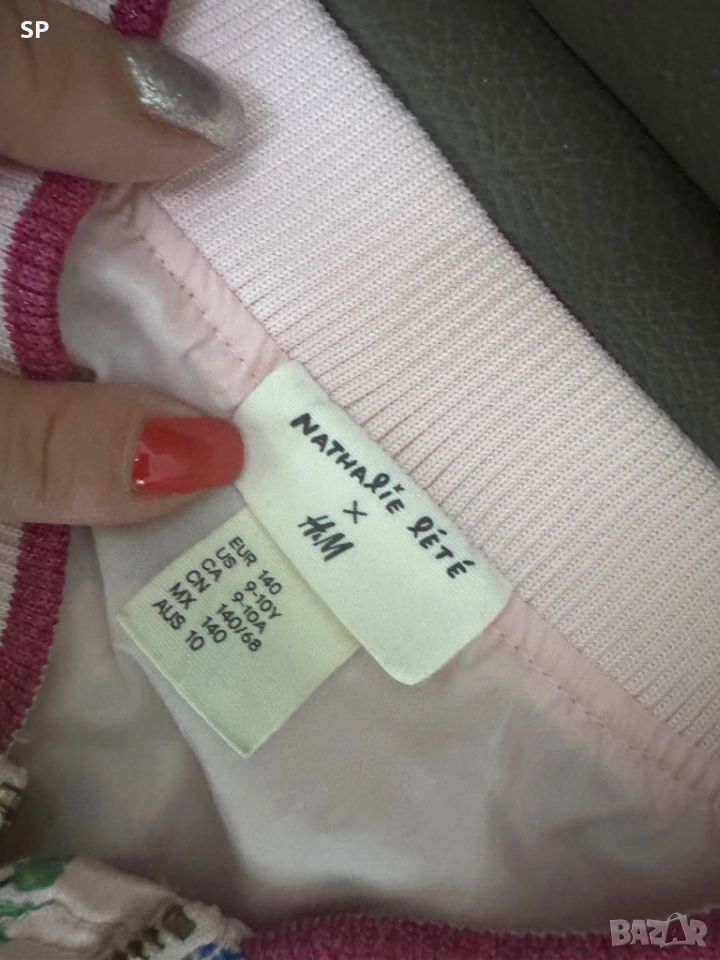 SP
NATHALIE LÉTÉ
×
H&M
EUR 140
US 9-10Y
CA 9-10A
CN 140/68
MX 140
AUS 10
BAZAR